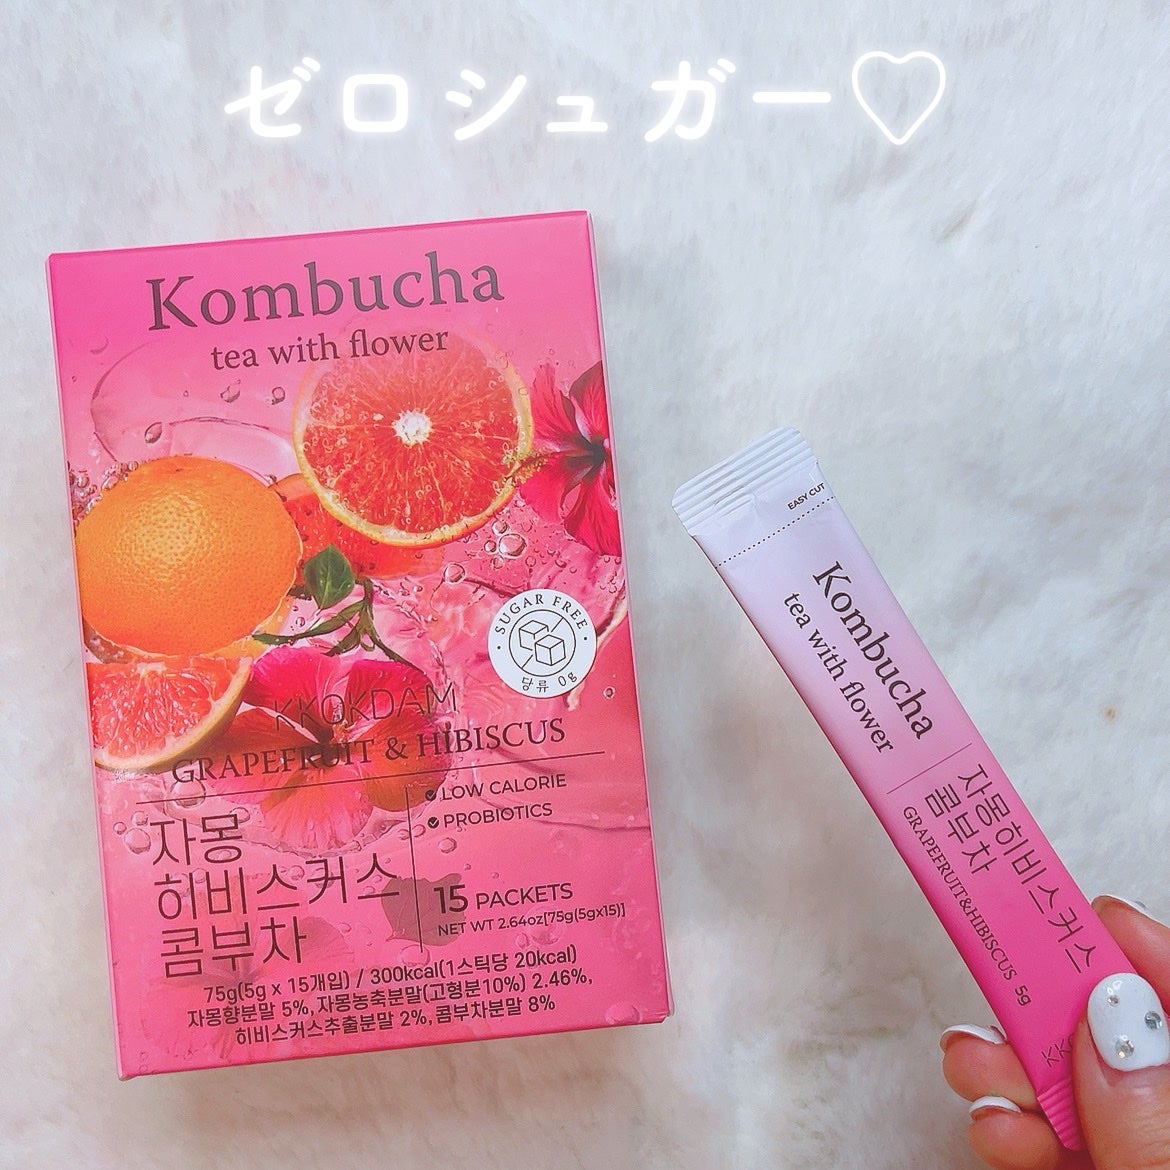 ゼロシュガー♡
Kombucha
tea with flower
SUGAR FREE
당류 0g
KKOKDAM
GRAPEFRUIT & HIBISCUS
LOW CALORIE
PROBIOTICS
자몽
히비스커스
콤부차
15 PACKETS
NET WT 2.64oz[75g(5gx15)]
75g(5g x 15개입) / 300kcal(1스틱당 20kcal)
자몽향분말 5%, 자몽농축분말(고형분10%) 2.46%,
히비스커스추출분말 2%, 콤부차분말 8%
EASY CUT
Kombucha
tea with flower
자몽히비스커스
콤부차
GRAPEFRUIT&HIBISCUS 5g